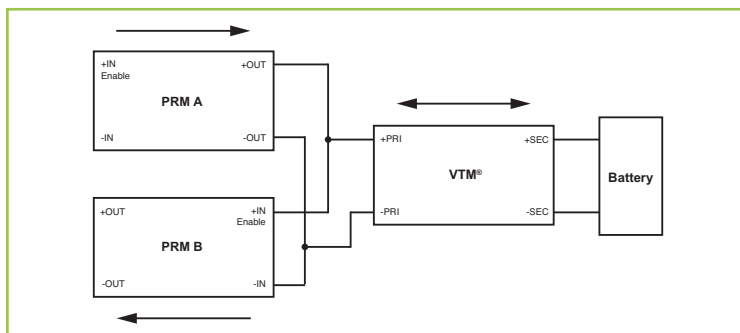 +IN
Enable
+OUT
PRM A
-IN
-OUT
+OUT
+IN
Enable
PRM B
-OUT
-IN
+PRI
+SEC
VTM®
-PRI
-SEC
Battery